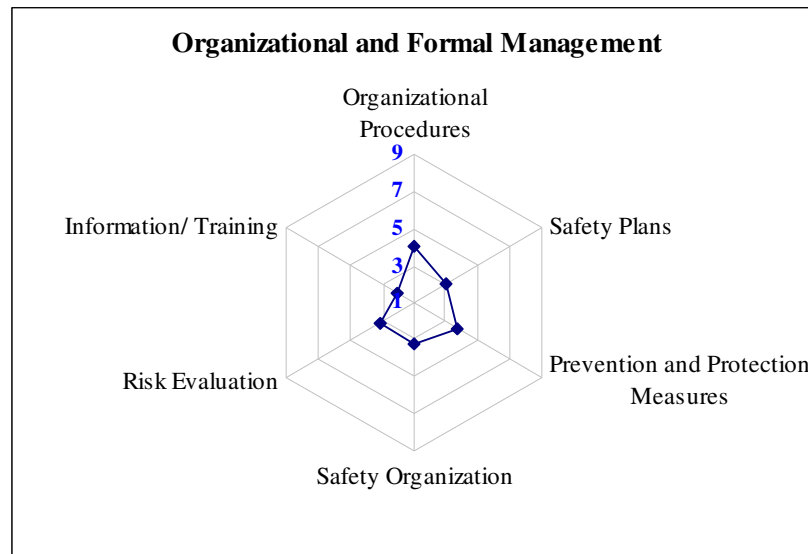 Organizational and Formal Management
Organizational
Procedures
9
7
5
3
1
Information/ Training
Safety Plans
Risk Evaluation
Prevention and Protection
Measures
Safety Organization